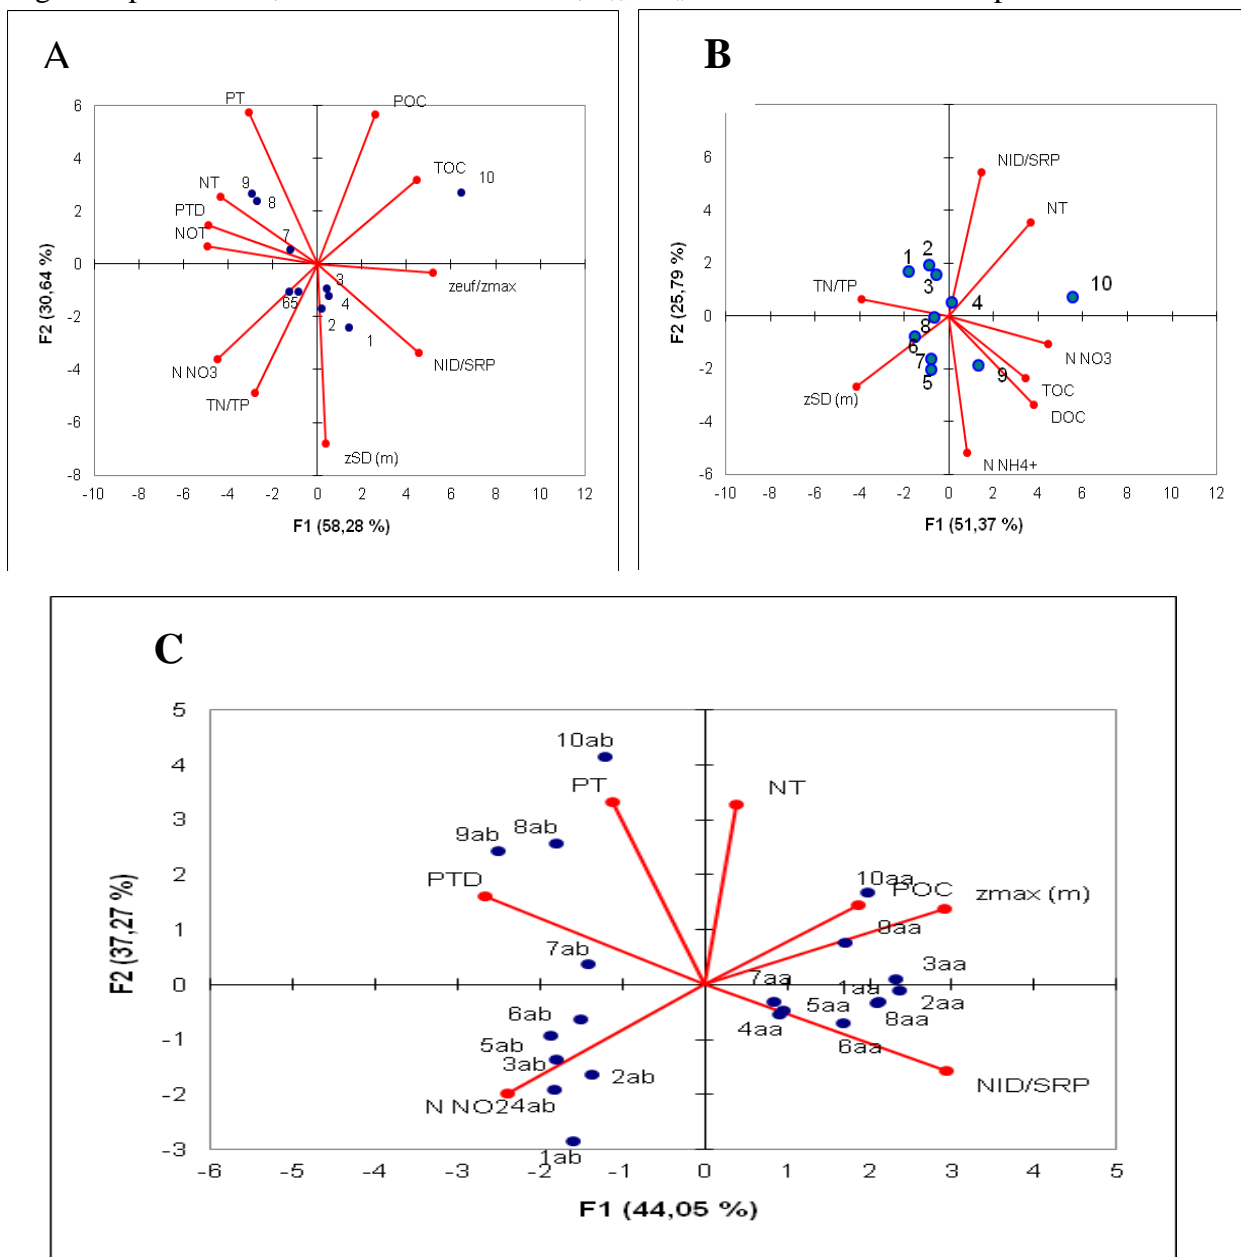 A
PT
POC
TOC
10
NT
9
8
PTD
NOT
7
3
zeuf/zmax
65
4
2
1
N NO3
NID/SRP
TN/TP
zSD (m)
6
4
2
0
-2
-4
-6
-8
-10 -8 -6 -4 -2 0 2 4 6 8 10 12
F2 (30,64 %)
F1 (58,28 %)
B
NID/SRP
NT
1
2
3
10
TN/TP
4
8
6
N NO3
7
9
TOC
5
zSD (m)
DOC
N NH4+
6
4
2
0
-2
-4
-6
-10 -8 -6 -4 -2 0 2 4 6 8 10 12
F2 (25,79 %)
F1 (51,37 %)
C
10ab
PT
NT
9ab
8ab
PTD
10aa
POC
zmax (m)
9aa
7ab
7aa
3aa
1aa
2aa
6ab
5aa
8aa
4aa
5ab
6aa
3ab
2ab
N NO2
4ab
NID/SRP
1ab
5
4
3
2
1
0
-1
-2
-3
-6 -5 -4 -3 -2 -1 0 1 2 3 4 5
F2 (37,27 %)
F1 (44,05 %)